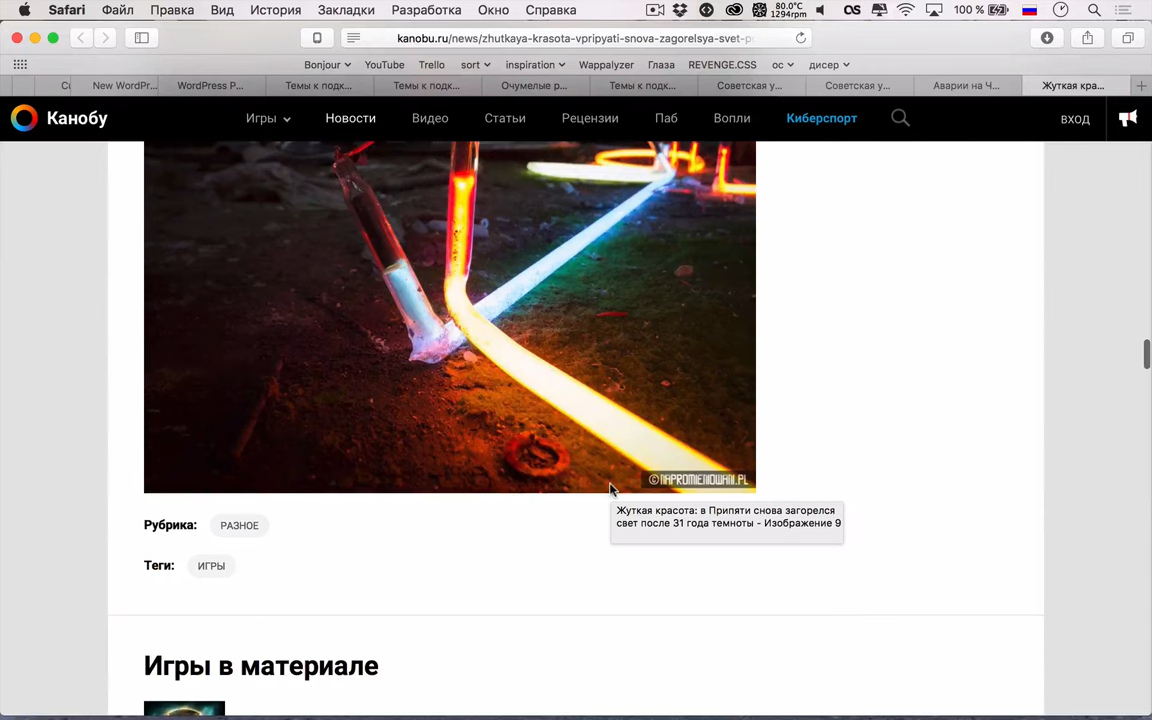 Safari Файл Правка Вид История Закладки Разработка Окно Справка 80.0°C 1294rpm 100 %
kanobu.ru/news/zhutkaya-krasota-vpripyati-snova-zagorelsya-svet-p
Bonjour YouTube Trello sort inspiration Wappalyzer Глаза REVENGE.CSS ос дисер
New WordPr... WordPress P... Темы к подк... Темы к подк... Очумелые р... Темы к подк... Советская у... Советская у... Аварии на Ч... Жуткая кра...
Канобу Игры Новости Видео Статьи Рецензии Паб Вопли Киберспорт ВХОД
©NAPROMIENIOWANI.PL
Жуткая красота: в Припяти снова загорелся
свет после 31 года темноты - Изображение 9
Рубрика: РАЗНОЕ
Теги: ИГРЫ
Игры в материале